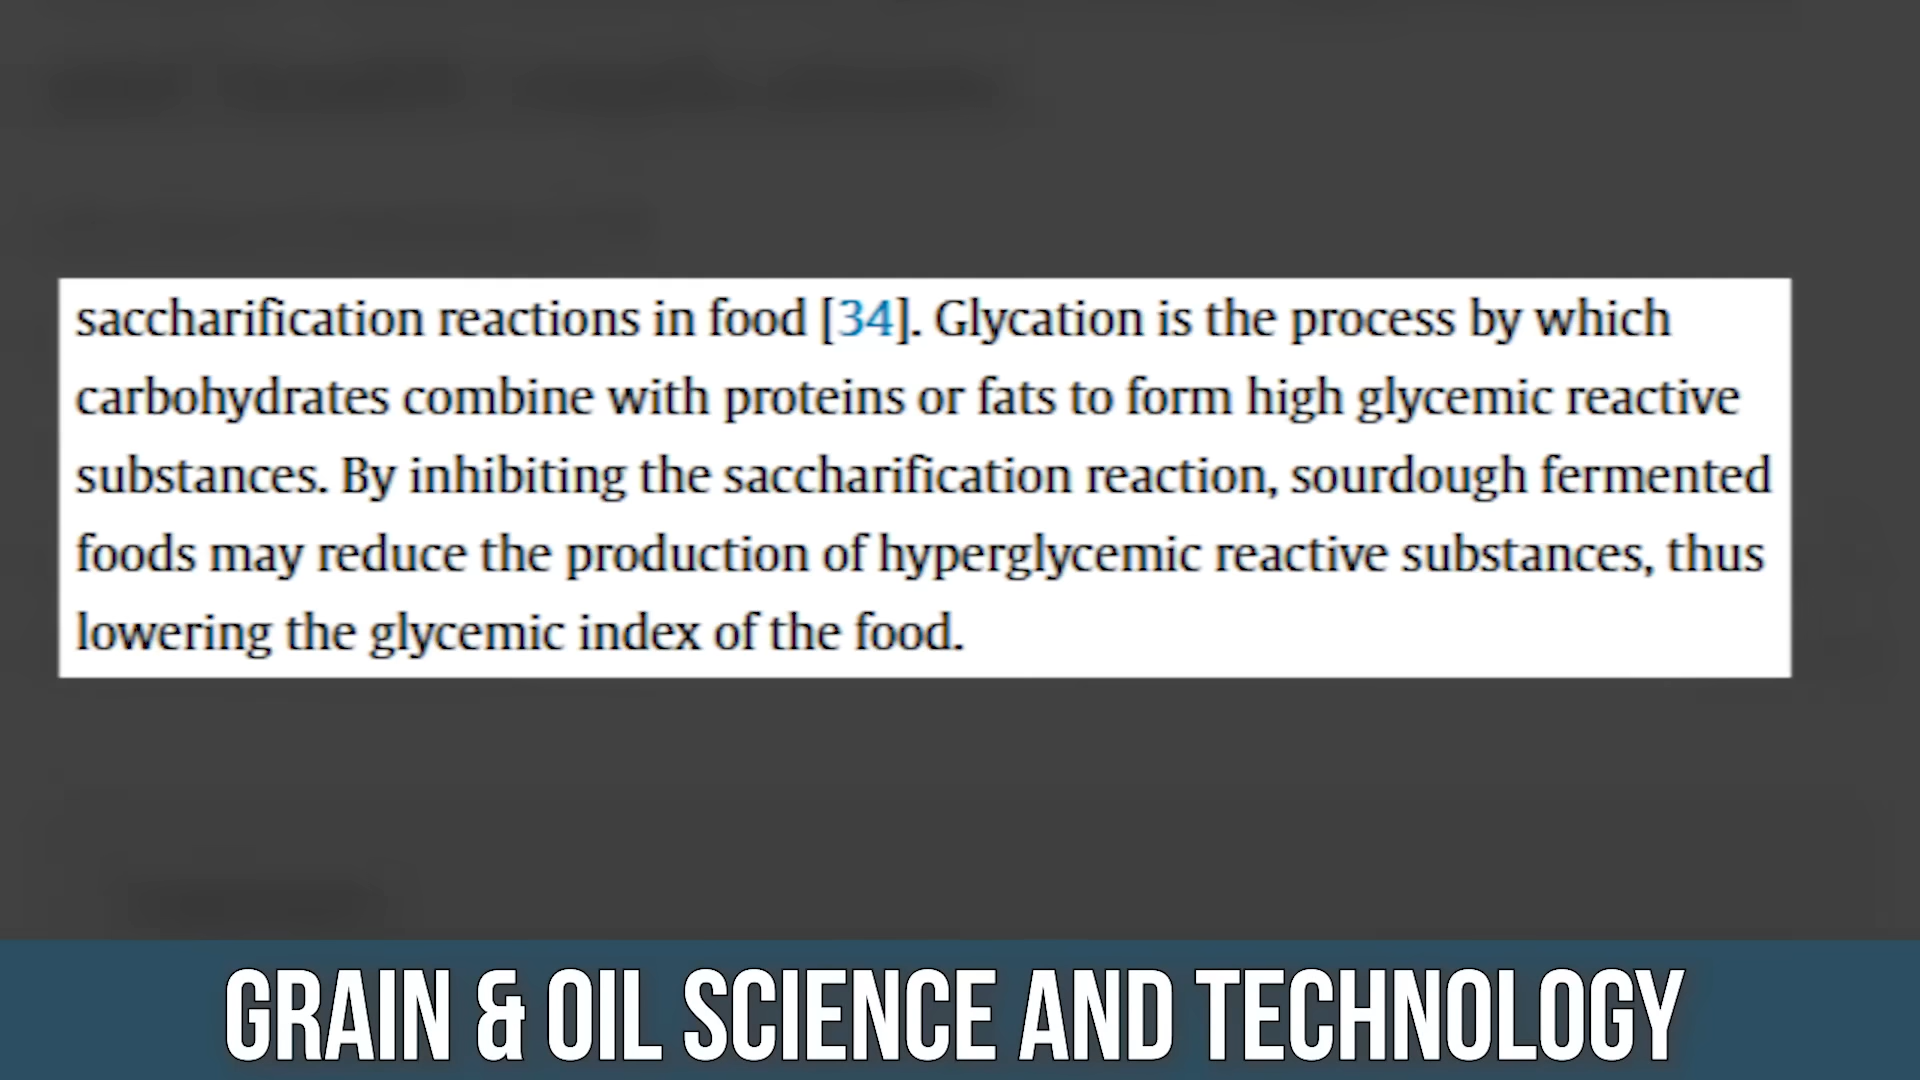 saccharification reactions in food [34]. Glycation is the process by which
carbohydrates combine with proteins or fats to form high glycemic reactive
substances. By inhibiting the saccharification reaction, sourdough fermented
foods may reduce the production of hyperglycemic reactive substances, thus
lowering the glycemic index of the food.
GRAIN & OIL SCIENCE AND TECHNOLOGY